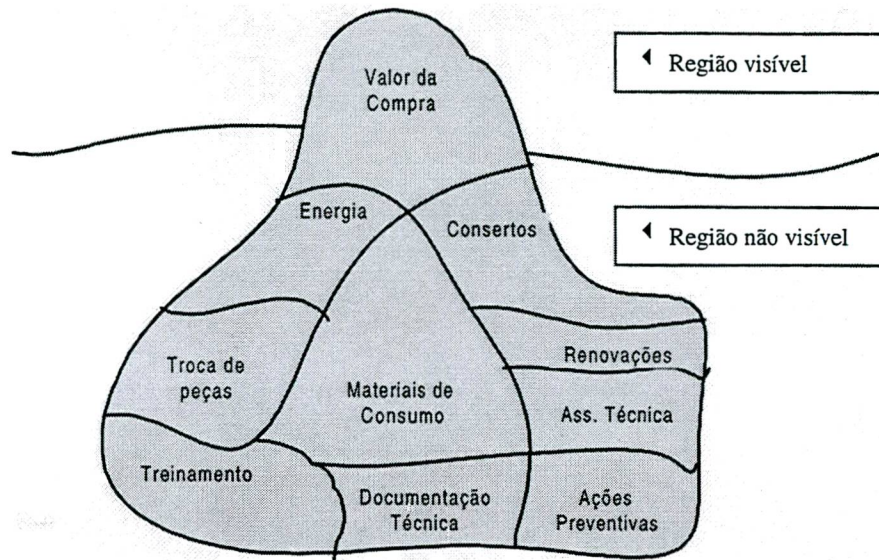 Valor da
Compra
Região visível
Energia
Consertos
Região não visível
Troca de
peças
Materiais de
Consumo
Renovações
Ass. Técnica
Treinamento
Documentação
Técnica
Ações
Preventivas